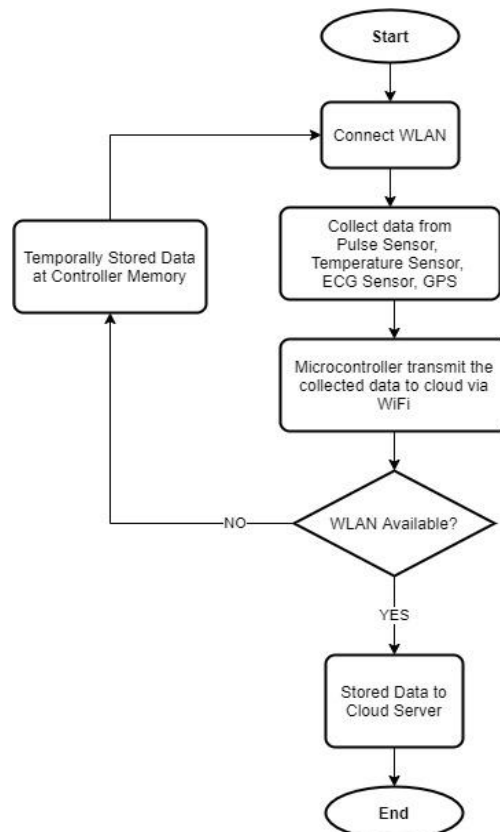 Start
Connect WLAN
Collect data from
Pulse Sensor,
Temperature Sensor,
ECG Sensor, GPS
Temporally Stored Data
at Controller Memory
Microcontroller transmit the
collected data to cloud via
WiFi
WLAN Available?
NO
YES
Stored Data to
Cloud Server
End